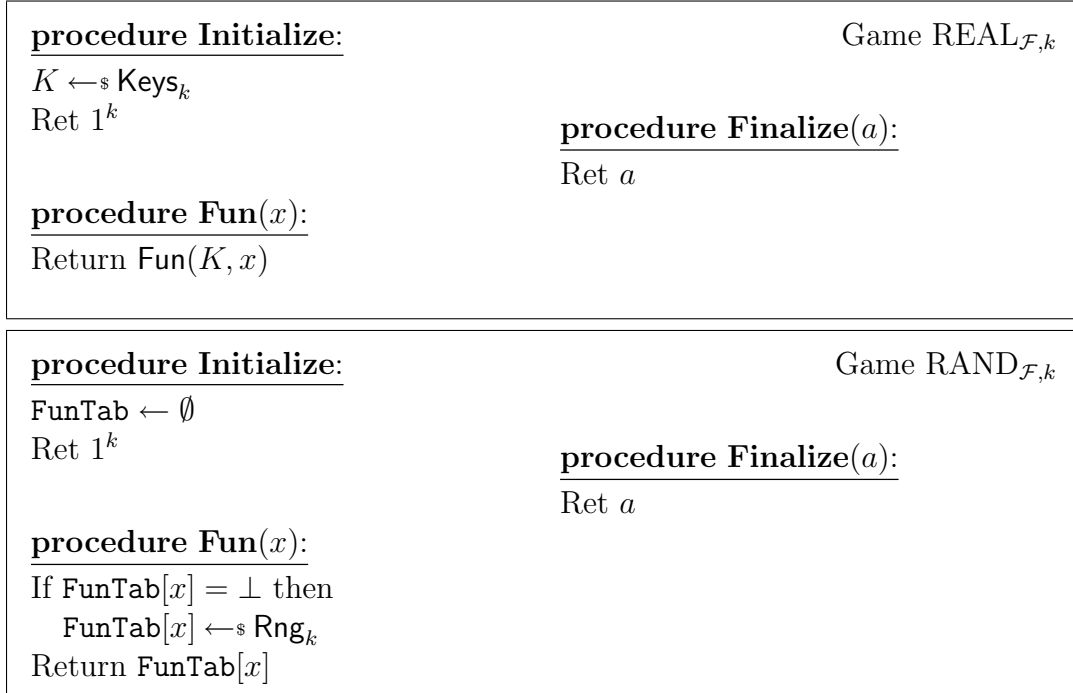 procedure Initialize: Game REAL_{𝓕,k}
K ←$ Keys_k
Ret 1^k
procedure Finalize(a):
Ret a
procedure Fun(x):
Return Fun(K, x)
procedure Initialize: Game RAND_{𝓕,k}
FunTab ← ∅
Ret 1^k
procedure Finalize(a):
Ret a
procedure Fun(x):
If FunTab[x] = ⊥ then
FunTab[x] ←$ Rng_k
Return FunTab[x]